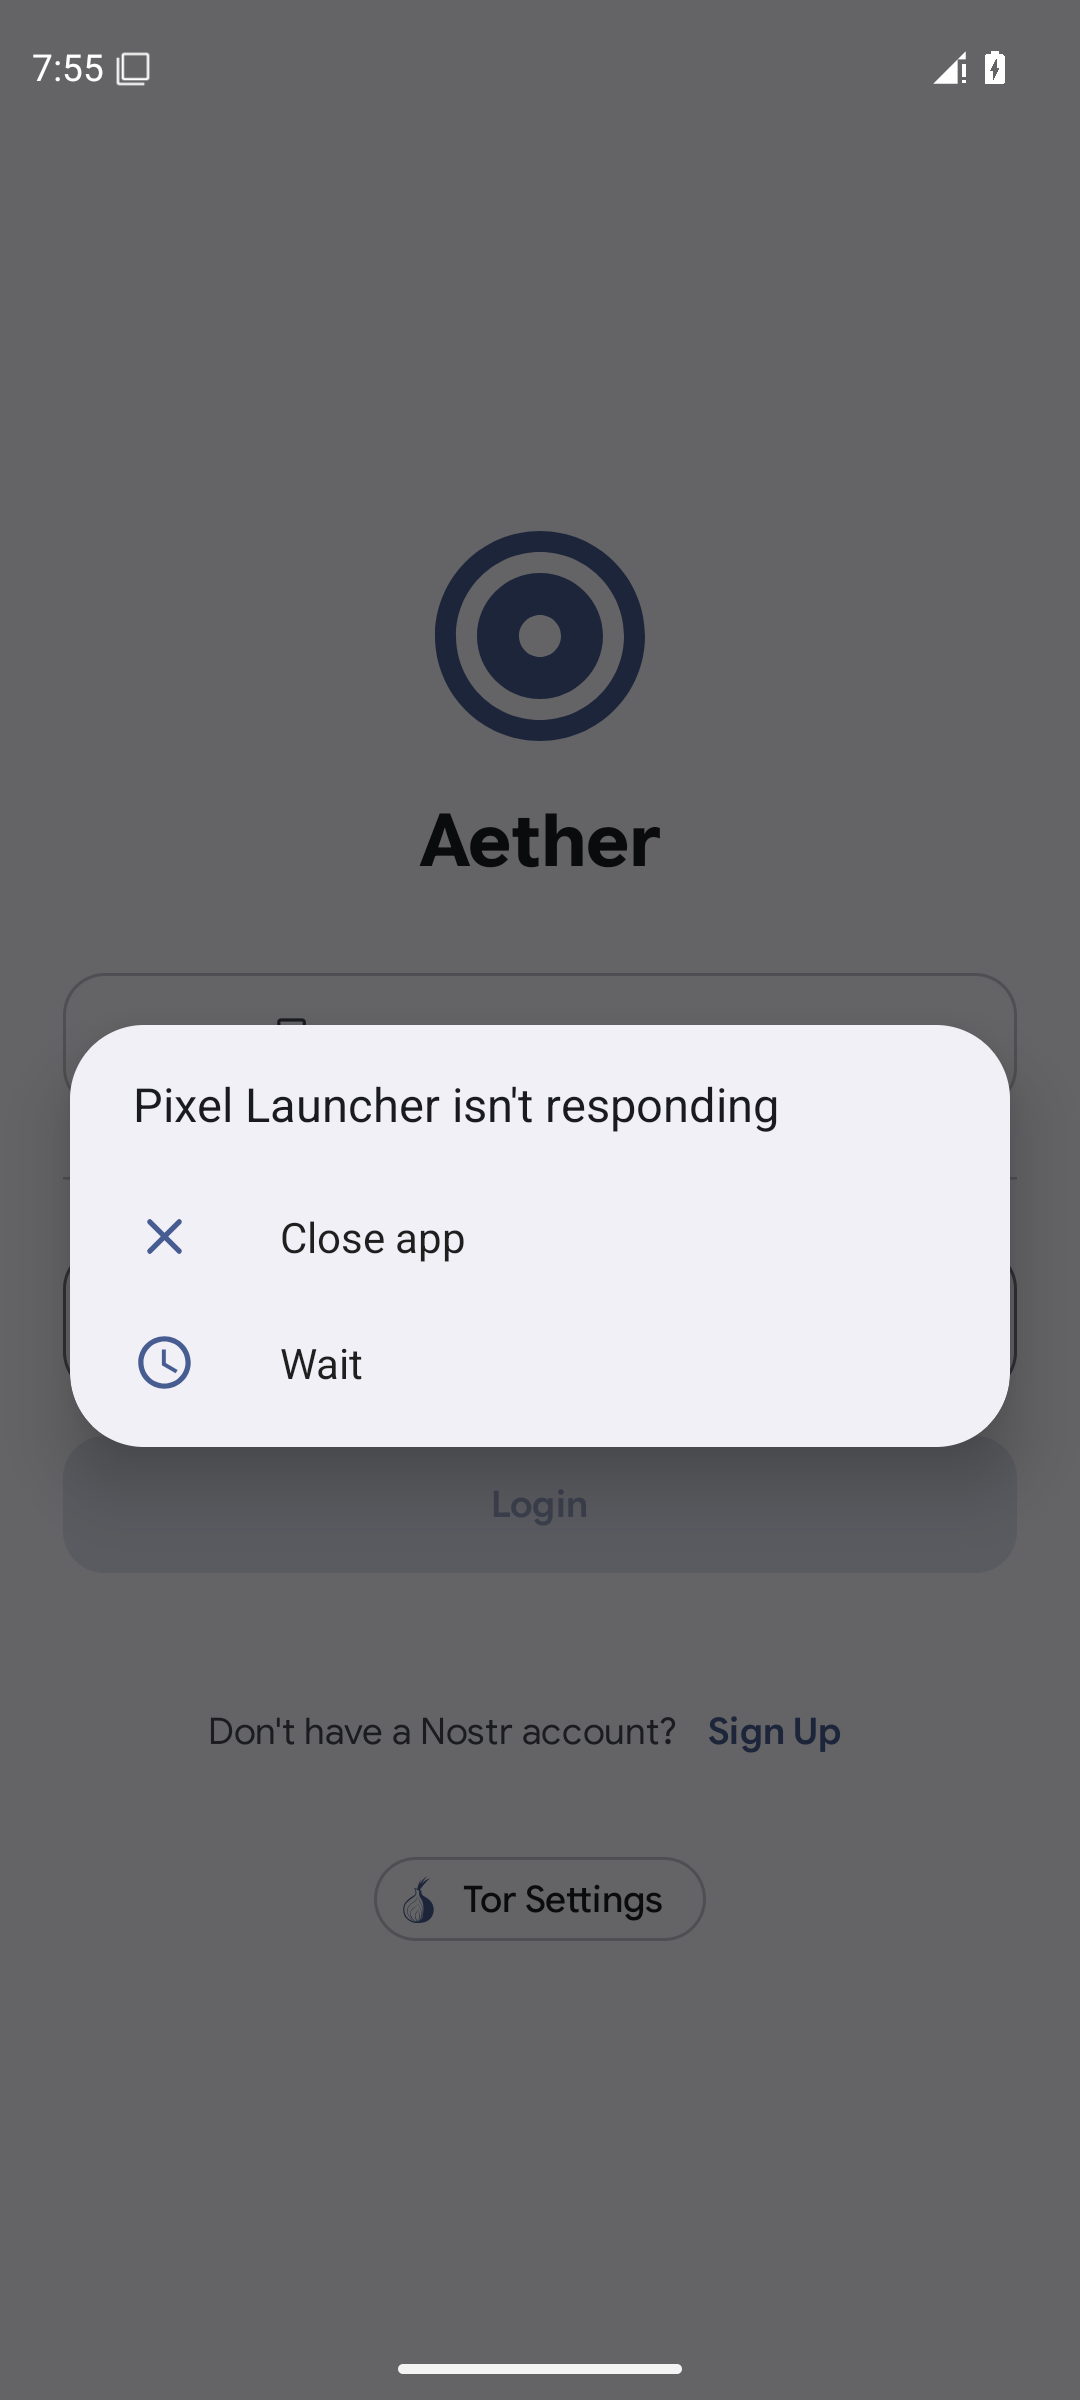 7:55
Aether
Pixel Launcher isn't responding
Close app
Wait
Login
Don't have a Nostr account? Sign Up
Tor Settings